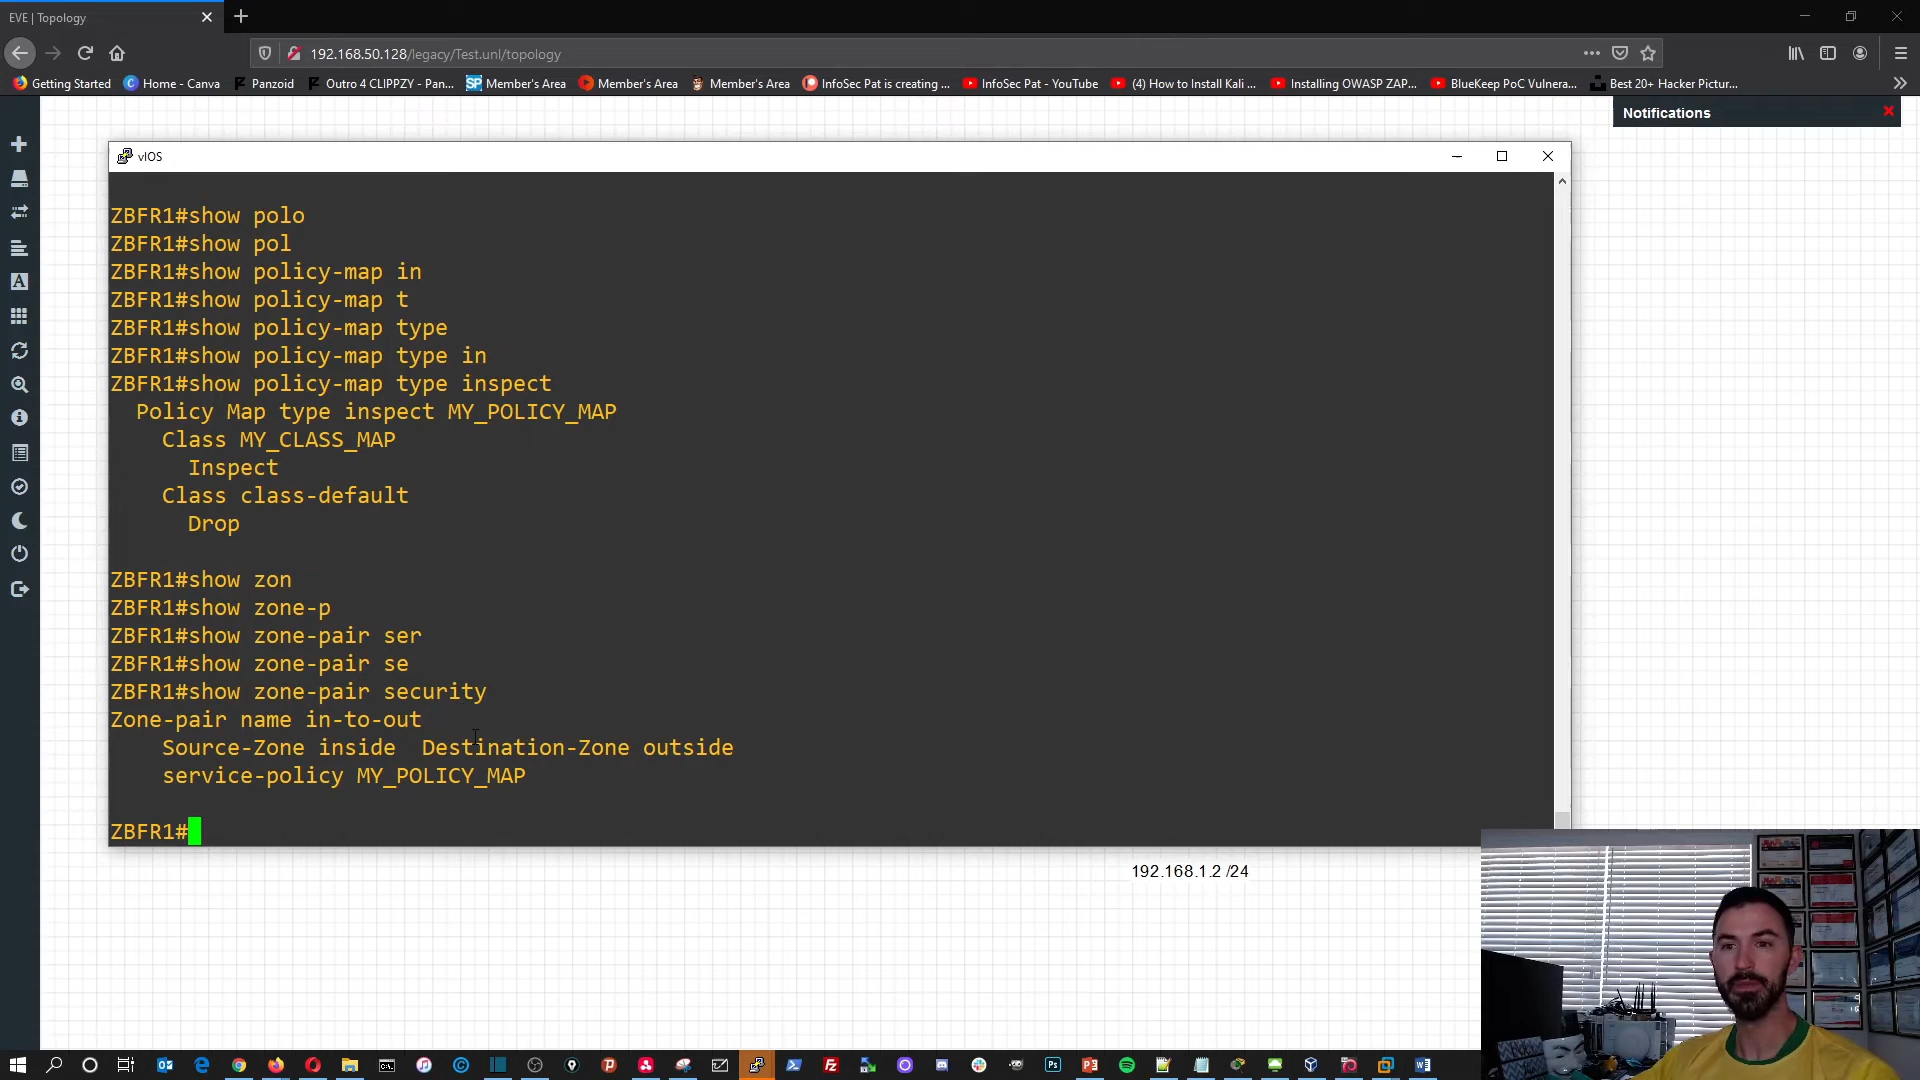 EVE | Topology
192.168.50.128/legacy/Test.unl/topology
Getting Started
Home - Canva
Panzoid
Outro 4 CLIPPZY - Pan...
Member's Area
Member's Area
Member's Area
InfoSec Pat is creating ...
InfoSec Pat - YouTube
(4) How to Install Kali ...
Installing OWASP ZAP...
BlueKeep PoC Vulnera...
Best 20+ Hacker Pictur...
Notifications
vIOS
ZBFR1#show polo
ZBFR1#show pol
ZBFR1#show policy-map in
ZBFR1#show policy-map t
ZBFR1#show policy-map type
ZBFR1#show policy-map type in
ZBFR1#show policy-map type inspect
Policy Map type inspect MY_POLICY_MAP
Class MY_CLASS_MAP
Inspect
Class class-default
Drop
ZBFR1#show zon
ZBFR1#show zone-p
ZBFR1#show zone-pair ser
ZBFR1#show zone-pair se
ZBFR1#show zone-pair security
Zone-pair name in-to-out
Source-Zone inside  Destination-Zone outside
service-policy MY_POLICY_MAP
ZBFR1#
192.168.1.2 /24